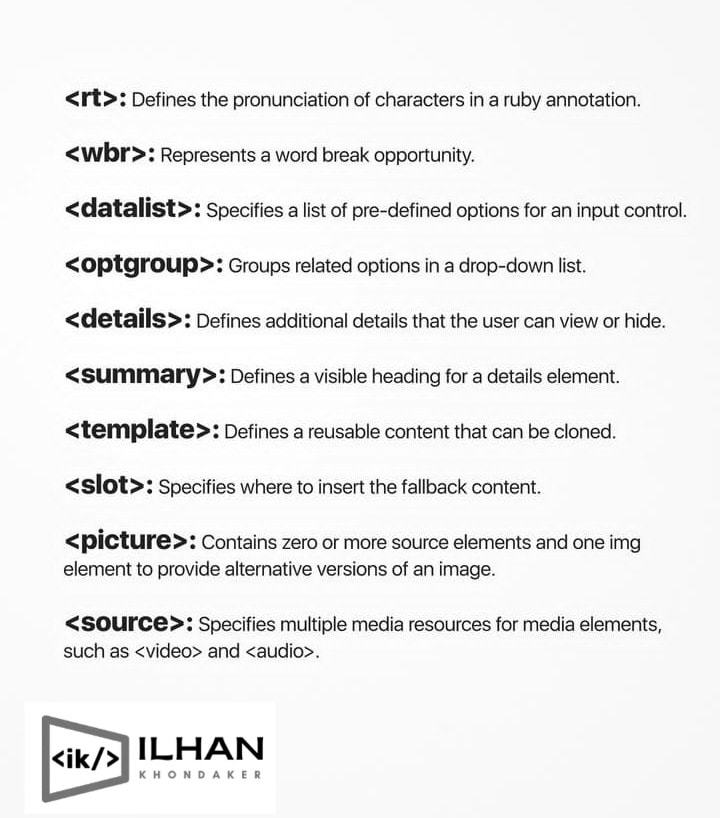 <rt>: Defines the pronunciation of characters in a ruby annotation.
<wbr>: Represents a word break opportunity.
<datalist>: Specifies a list of pre-defined options for an input control.
<optgroup>: Groups related options in a drop-down list.
<details>: Defines additional details that the user can view or hide.
<summary>: Defines a visible heading for a details element.
<template>: Defines a reusable content that can be cloned.
<slot>: Specifies where to insert the fallback content.
<picture>: Contains zero or more source elements and one img
element to provide alternative versions of an image.
<source>: Specifies multiple media resources for media elements,
such as <video> and <audio>.
<ik/> ILHAN
KHONDAKER